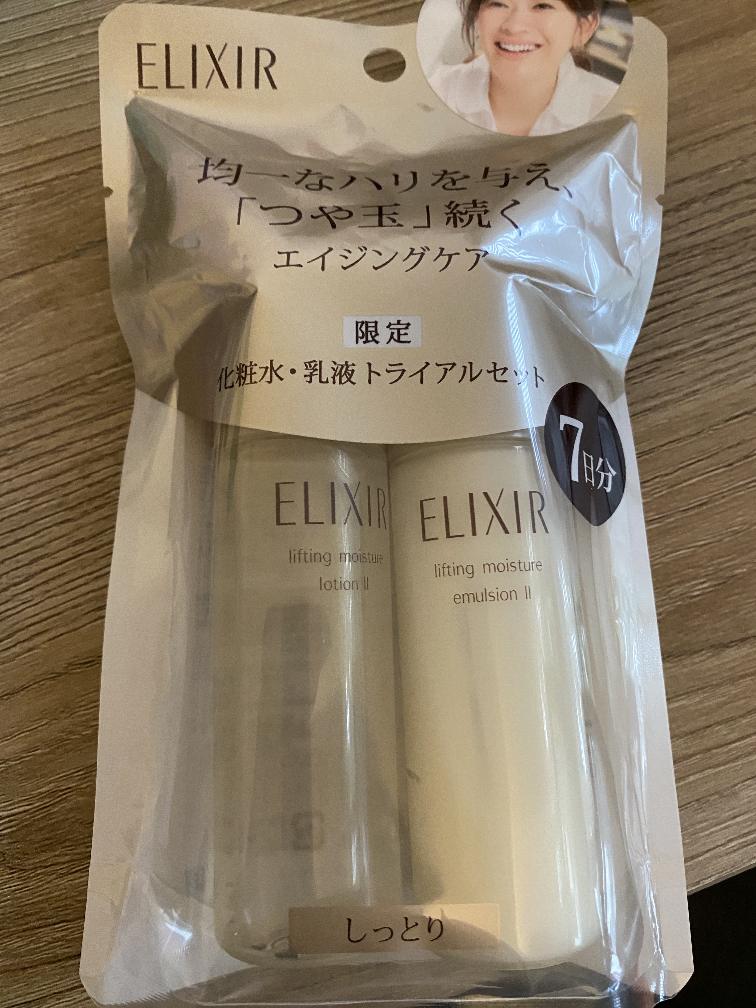 ELIXIR
均一なハリを与え、
「つや玉」続く
エイジングケア
限定
化粧水・乳液トライアルセット
7日分
ELIXIR
lifting moisture
lotion II
ELIXIR
lifting moisture
emulsion II
しっとり